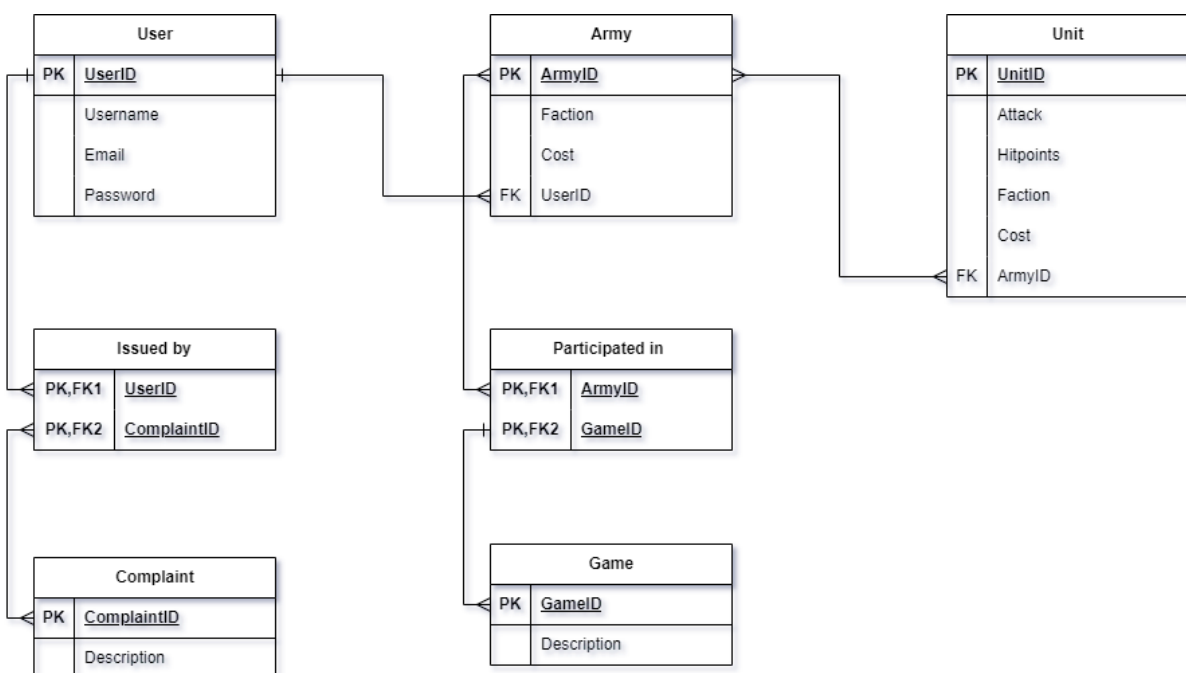 User
PK UserID
Username
Email
Password
Army
PK ArmyID
Faction
Cost
FK UserID
Unit
PK UnitID
Attack
Hitpoints
Faction
Cost
FK ArmyID
Issued by
PK,FK1 UserID
PK,FK2 ComplaintID
Participated in
PK,FK1 ArmyID
PK,FK2 GameID
Complaint
PK ComplaintID
Description
Game
PK GameID
Description